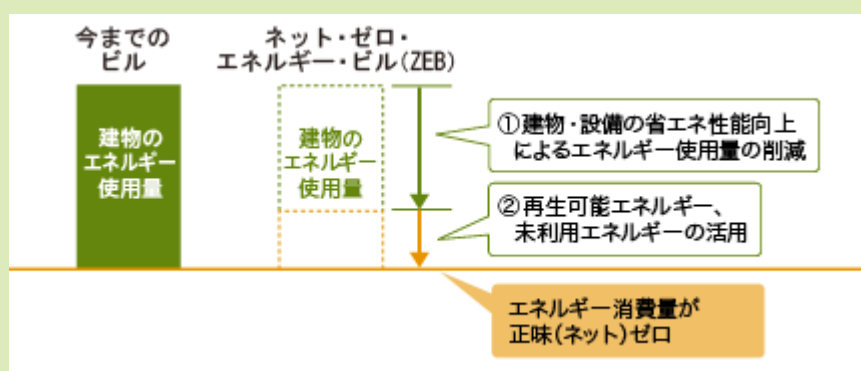 今までの
ビル
ネット・ゼロ・
エネルギー・ビル(ZEB)
建物の
エネルギー
使用量
建物の
エネルギー
使用量
①建物・設備の省エネ性能向上
によるエネルギー使用量の削減
②再生可能エネルギー、
未利用エネルギーの活用
エネルギー消費量が
正味(ネット)ゼロ